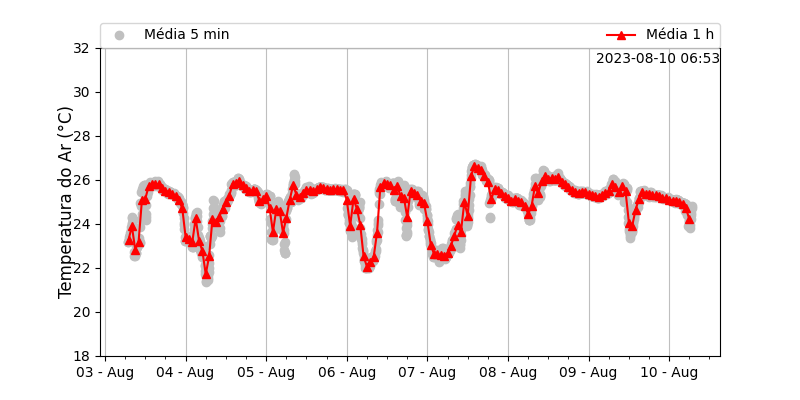 Média 5 min
Média 1 h
2023-08-10 06:53
Temperatura do Ar (°C)
32
30
28
26
24
22
20
18
03 - Aug
04 - Aug
05 - Aug
06 - Aug
07 - Aug
08 - Aug
09 - Aug
10 - Aug